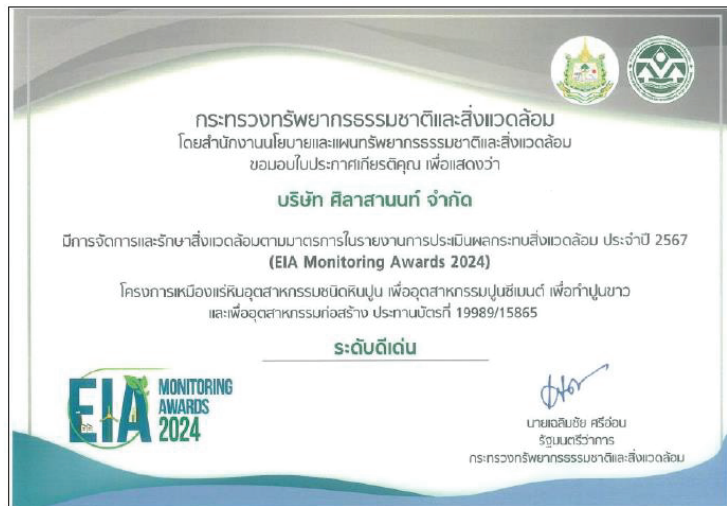 กระทรวงทรัพยากรธรรมชาติและสิ่งแวดล้อม
โดยสำนักงานนโยบายและแผนทรัพยากรธรรมชาติและสิ่งแวดล้อม
ขอมอบใบประกาศเกียรติคุณ เพื่อแสดงว่า
บริษัท ศิลาสานนท์ จำกัด
มีการจัดการและรักษาสิ่งแวดล้อมตามมาตรการในรายงานการประเมินผลกระทบสิ่งแวดล้อม ประจำปี 2567
(EIA Monitoring Awards 2024)
โครงการเหมืองแร่หินอุตสาหกรรมชนิดหินปูน เพื่ออุตสาหกรรมปูนซีเมนต์ เพื่อทำปูนขาว
และเพื่ออุตสาหกรรมก่อสร้าง ประทานบัตรที่ 19989/15865
ระดับดีเด่น
EIA MONITORING
AWARDS
2024
นายเฉลิมชัย ศรีอ่อน
รัฐมนตรีว่าการ
กระทรวงทรัพยากรธรรมชาติและสิ่งแวดล้อม